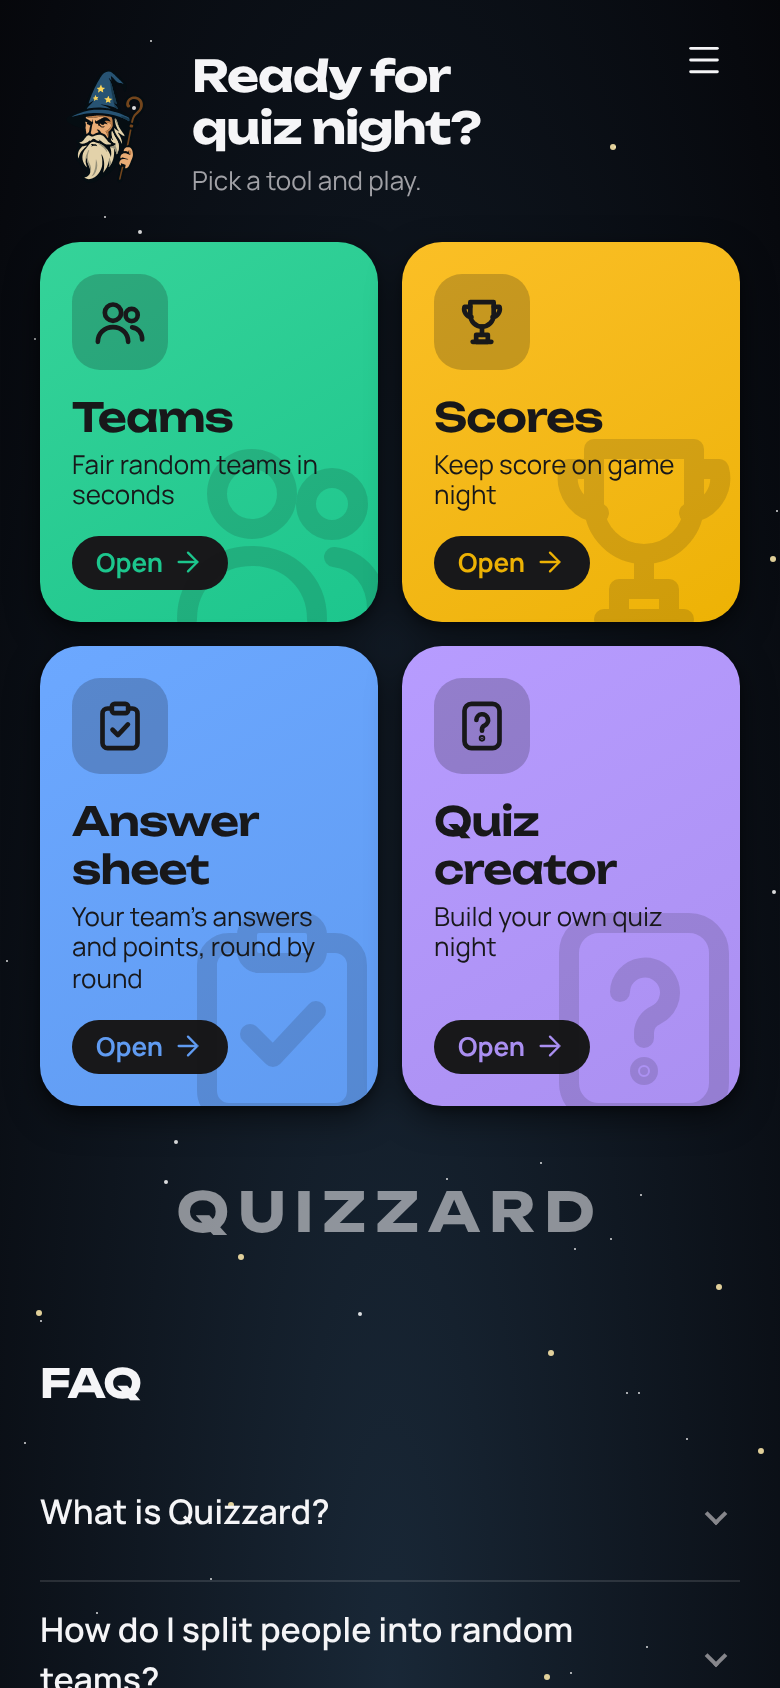 Ready for
quiz night?
Pick a tool and play.
Teams
Fair random teams in
seconds
Open
Scores
Keep score on game
night
Open
Answer
sheet
Your team's answers
and points, round by
round
Open
Quiz
creator
Build your own quiz
night
Open
QUIZZARD
FAQ
What is Quizzard?
How do I split people into random
teams?